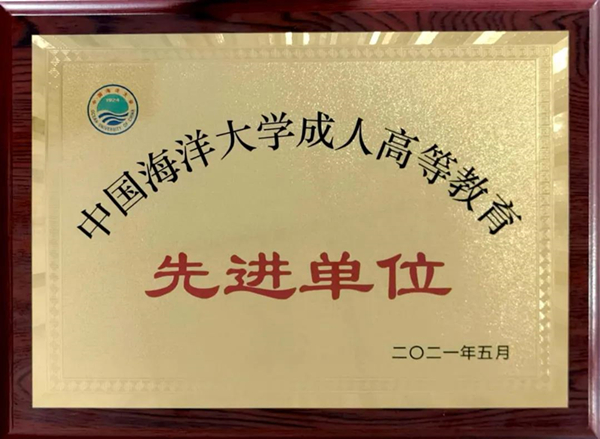 中国海洋大学成人高等教育
先进单位
二〇二一年五月